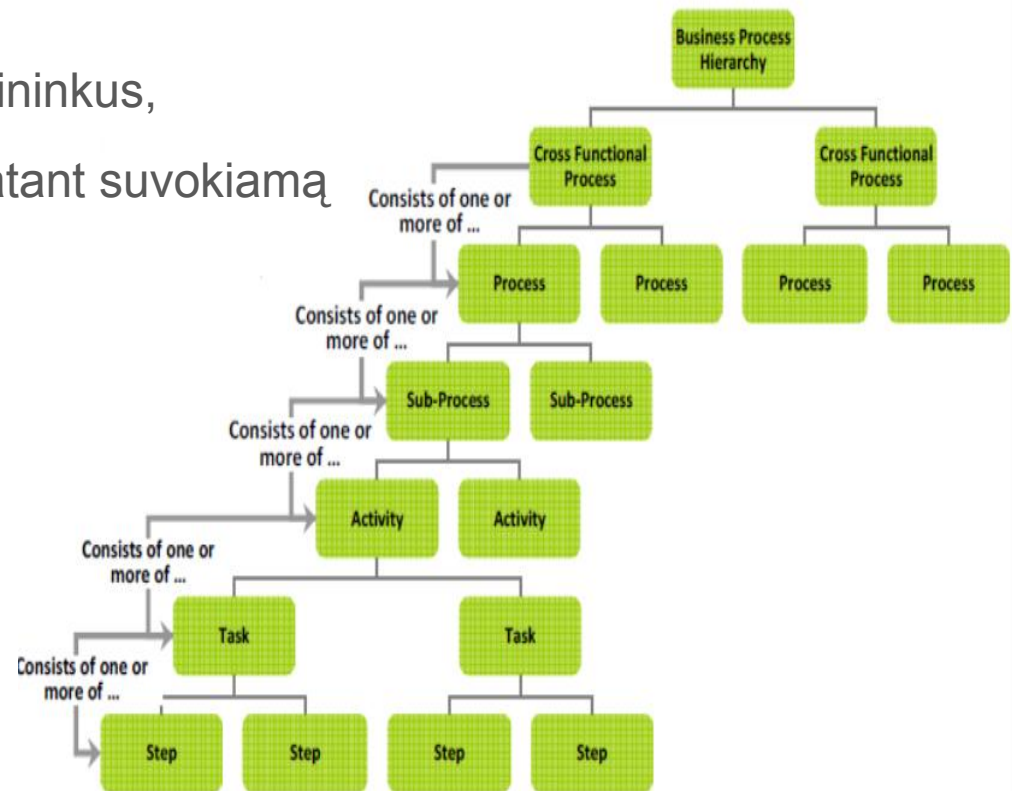 Business Process
Hierarchy
ininkus,
atant suvokiamą
Cross Functional
Process
Cross Functional
Process
Consists of one or
more of ...
Process
Process
Process
Process
Consists of one or
more of ...
Sub-Process
Sub-Process
Consists of one or
more of ...
Activity
Activity
Consists of one or
more of ...
Task
Task
Consists of one or
more of ...
Step
Step
Step
Step